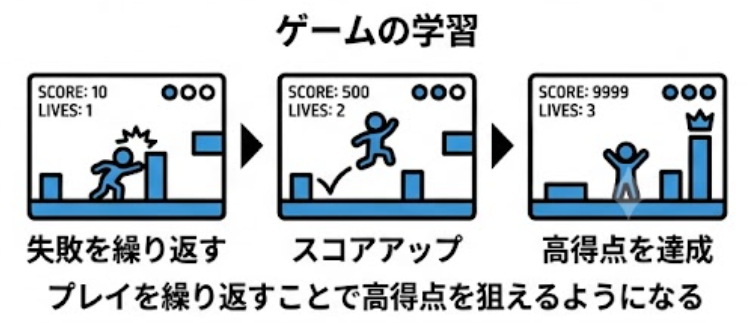 ゲームの学習
SCORE: 10
LIVES: 1
SCORE: 500
LIVES: 2
SCORE: 9999
LIVES: 3
失敗を繰り返す
スコアアップ
高得点を達成
プレイを繰り返すことで高得点を狙えるようになる